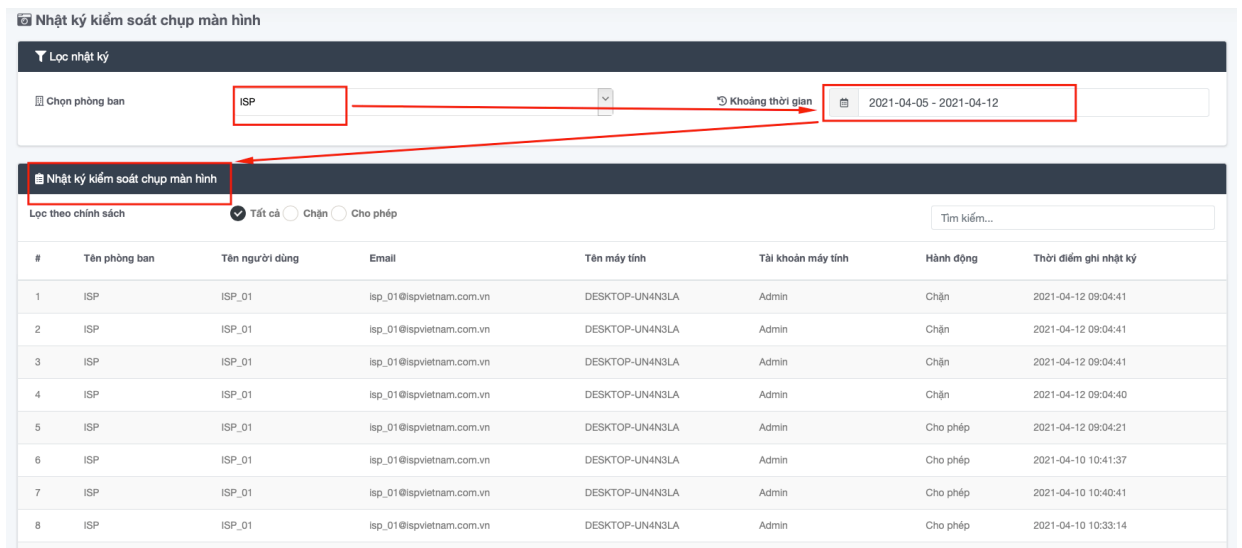 Nhật ký kiểm soát chụp màn hình
Lọc nhật ký
Chọn phòng ban ISP Khoảng thời gian 2021-04-05 - 2021-04-12
Nhật ký kiểm soát chụp màn hình
Lọc theo chính sách Tất cả Chặn Cho phép Tìm kiếm...
# Tên phòng ban Tên người dùng Email Tên máy tính Tài khoản máy tính Hành động Thời điểm ghi nhật ký
1 ISP ISP_01 isp_01@ispvietnam.com.vn DESKTOP-UN4N3LA Admin Chặn 2021-04-12 09:04:41
2 ISP ISP_01 isp_01@ispvietnam.com.vn DESKTOP-UN4N3LA Admin Chặn 2021-04-12 09:04:41
3 ISP ISP_01 isp_01@ispvietnam.com.vn DESKTOP-UN4N3LA Admin Chặn 2021-04-12 09:04:41
4 ISP ISP_01 isp_01@ispvietnam.com.vn DESKTOP-UN4N3LA Admin Chặn 2021-04-12 09:04:40
5 ISP ISP_01 isp_01@ispvietnam.com.vn DESKTOP-UN4N3LA Admin Cho phép 2021-04-12 09:04:21
6 ISP ISP_01 isp_01@ispvietnam.com.vn DESKTOP-UN4N3LA Admin Cho phép 2021-04-10 10:41:37
7 ISP ISP_01 isp_01@ispvietnam.com.vn DESKTOP-UN4N3LA Admin Cho phép 2021-04-10 10:40:41
8 ISP ISP_01 isp_01@ispvietnam.com.vn DESKTOP-UN4N3LA Admin Cho phép 2021-04-10 10:33:14